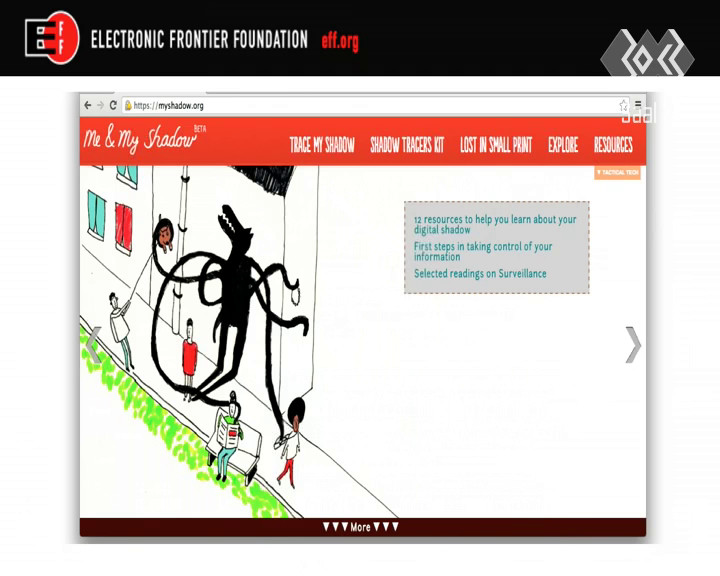 EFF
ELECTRONIC FRONTIER FOUNDATION eff.org
https://myshadow.org
Me & My Shadow BETA
TRACE MY SHADOW SHADOW TRACERS KIT LOST IN SMALL PRINT EXPLORE RESOURCES
TACTICAL TECH
12 resources to help you learn about your
digital shadow
First steps in taking control of your
information
Selected readings on Surveillance
More